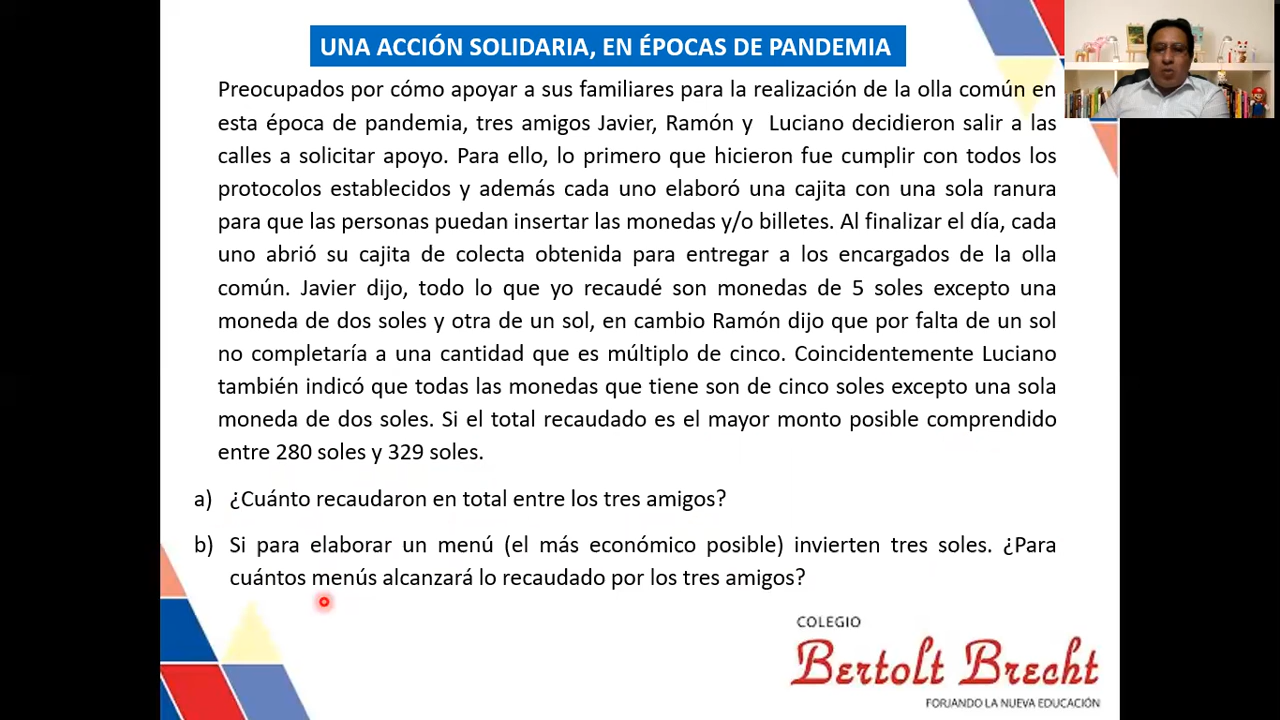 UNA ACCIÓN SOLIDARIA, EN ÉPOCAS DE PANDEMIA
Preocupados por cómo apoyar a sus familiares para la realización de la olla común en
esta época de pandemia, tres amigos Javier, Ramón y Luciano decidieron salir a las
calles a solicitar apoyo. Para ello, lo primero que hicieron fue cumplir con todos los
protocolos establecidos y además cada uno elaboró una cajita con una sola ranura
para que las personas puedan insertar las monedas y/o billetes. Al finalizar el día, cada
uno abrió su cajita de colecta obtenida para entregar a los encargados de la olla
común. Javier dijo, todo lo que yo recaudé son monedas de 5 soles excepto una
moneda de dos soles y otra de un sol, en cambio Ramón dijo que por falta de un sol
no completaría a una cantidad que es múltiplo de cinco. Coincidentemente Luciano
también indicó que todas las monedas que tiene son de cinco soles excepto una sola
moneda de dos soles. Si el total recaudado es el mayor monto posible comprendido
entre 280 soles y 329 soles.
a) ¿Cuánto recaudaron en total entre los tres amigos?
b) Si para elaborar un menú (el más económico posible) invierten tres soles. ¿Para
cuántos menús alcanzará lo recaudado por los tres amigos?
COLEGIO
Bertolt Brecht
FORJANDO LA NUEVA EDUCACIÓN